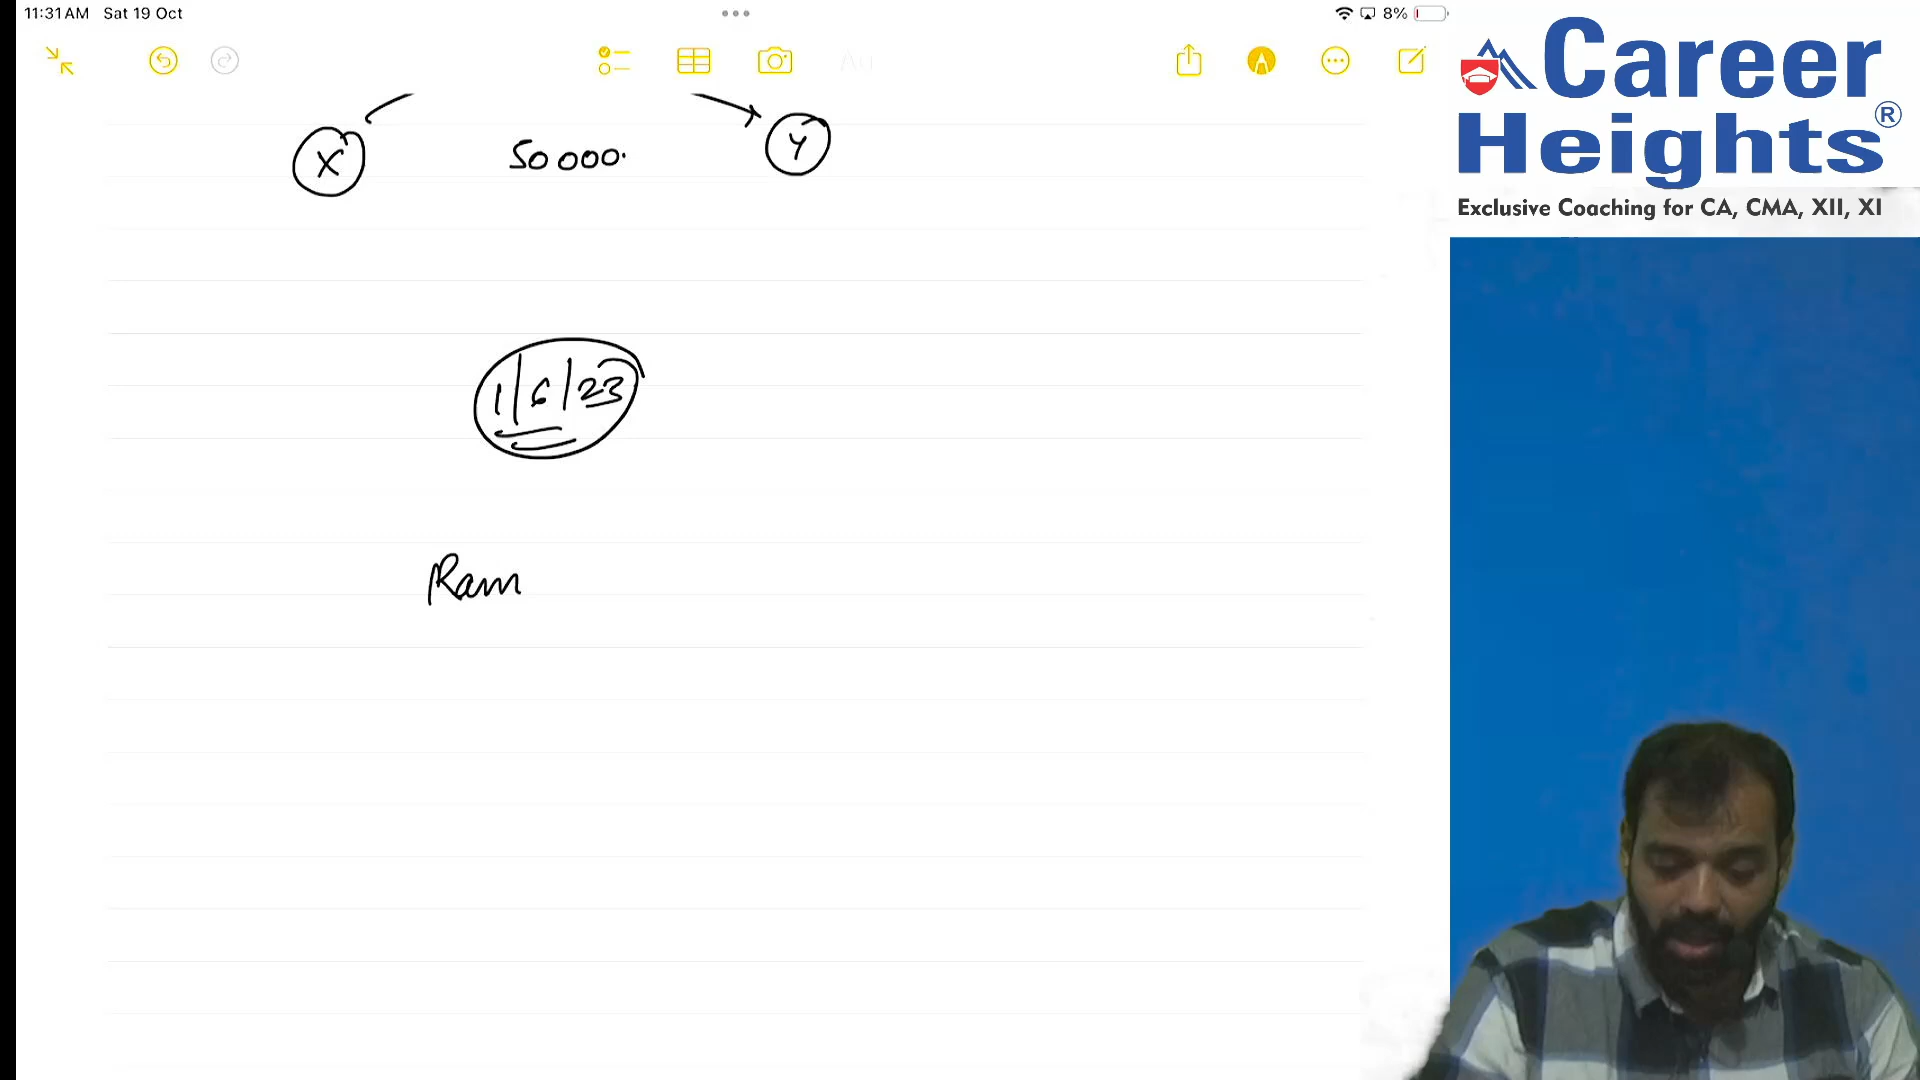 11:31 AM Sat 19 Oct
8%
Career
Heights®
Exclusive Coaching for CA, CMA, XII, XI
X 50000. Y
1/6/23
Ram